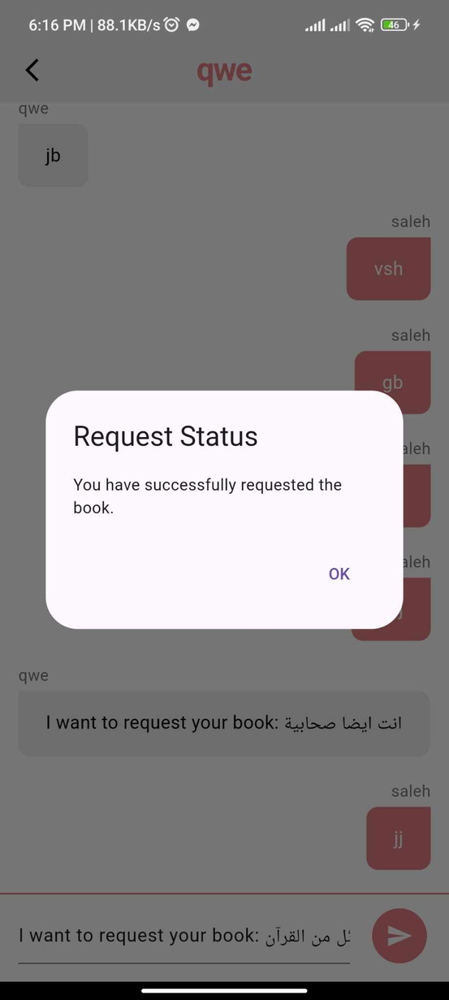 6:16 PM | 88.1KB/s
46
qwe
qwe
jb
saleh
vsh
saleh
gb
aleh
Request Status
You have successfully requested the
book.
OK
aleh
qwe
I want to request your book: انت ايضا صحابية
saleh
jj
I want to request your book: ئل من القرآن